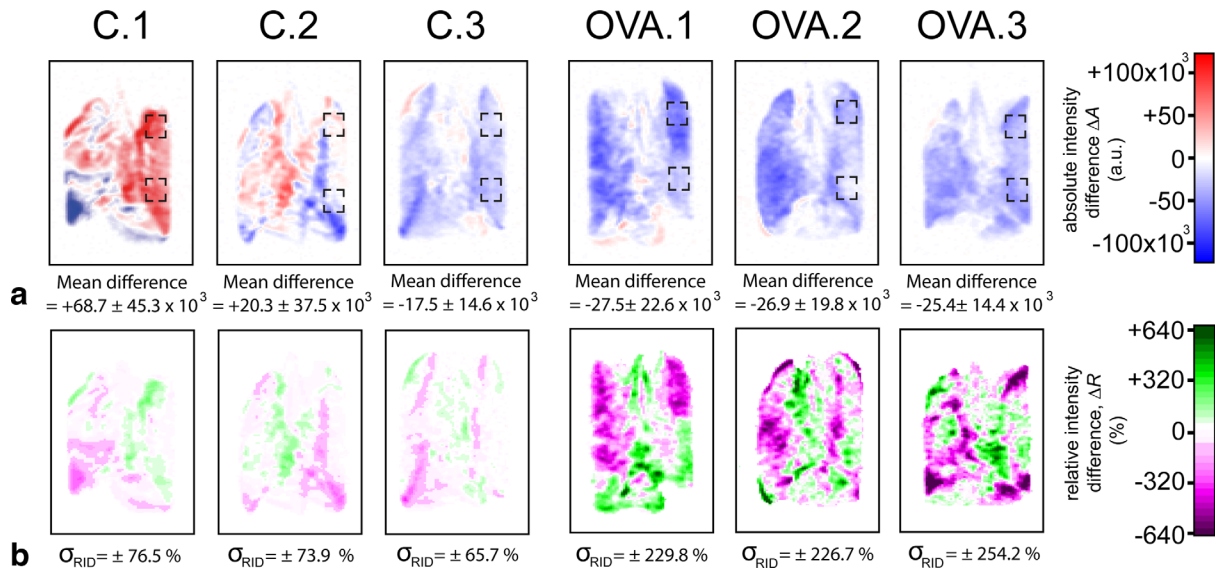 C.1 C.2 C.3 OVA.1 OVA.2 OVA.3
+100x10³
+50
0
-50
-100x10³
absolute intensity
difference ΔA
(a.u.)
Mean difference
= +68.7 ± 45.3 x 10³
Mean difference
= +20.3 ± 37.5 x 10³
Mean difference
= -17.5 ± 14.6 x 10³
Mean difference
= -27.5± 22.6 x 10³
Mean difference
= -26.9 ± 19.8 x 10³
Mean difference
= -25.4± 14.4 x 10³
a
+640
+320
0
-320
-640
relative intensity
difference, ΔR
(%)
σRID= ± 76.5 %
σRID= ± 73.9 %
σRID= ± 65.7 %
σRID= ± 229.8 %
σRID= ± 226.7 %
σRID= ± 254.2 %
b